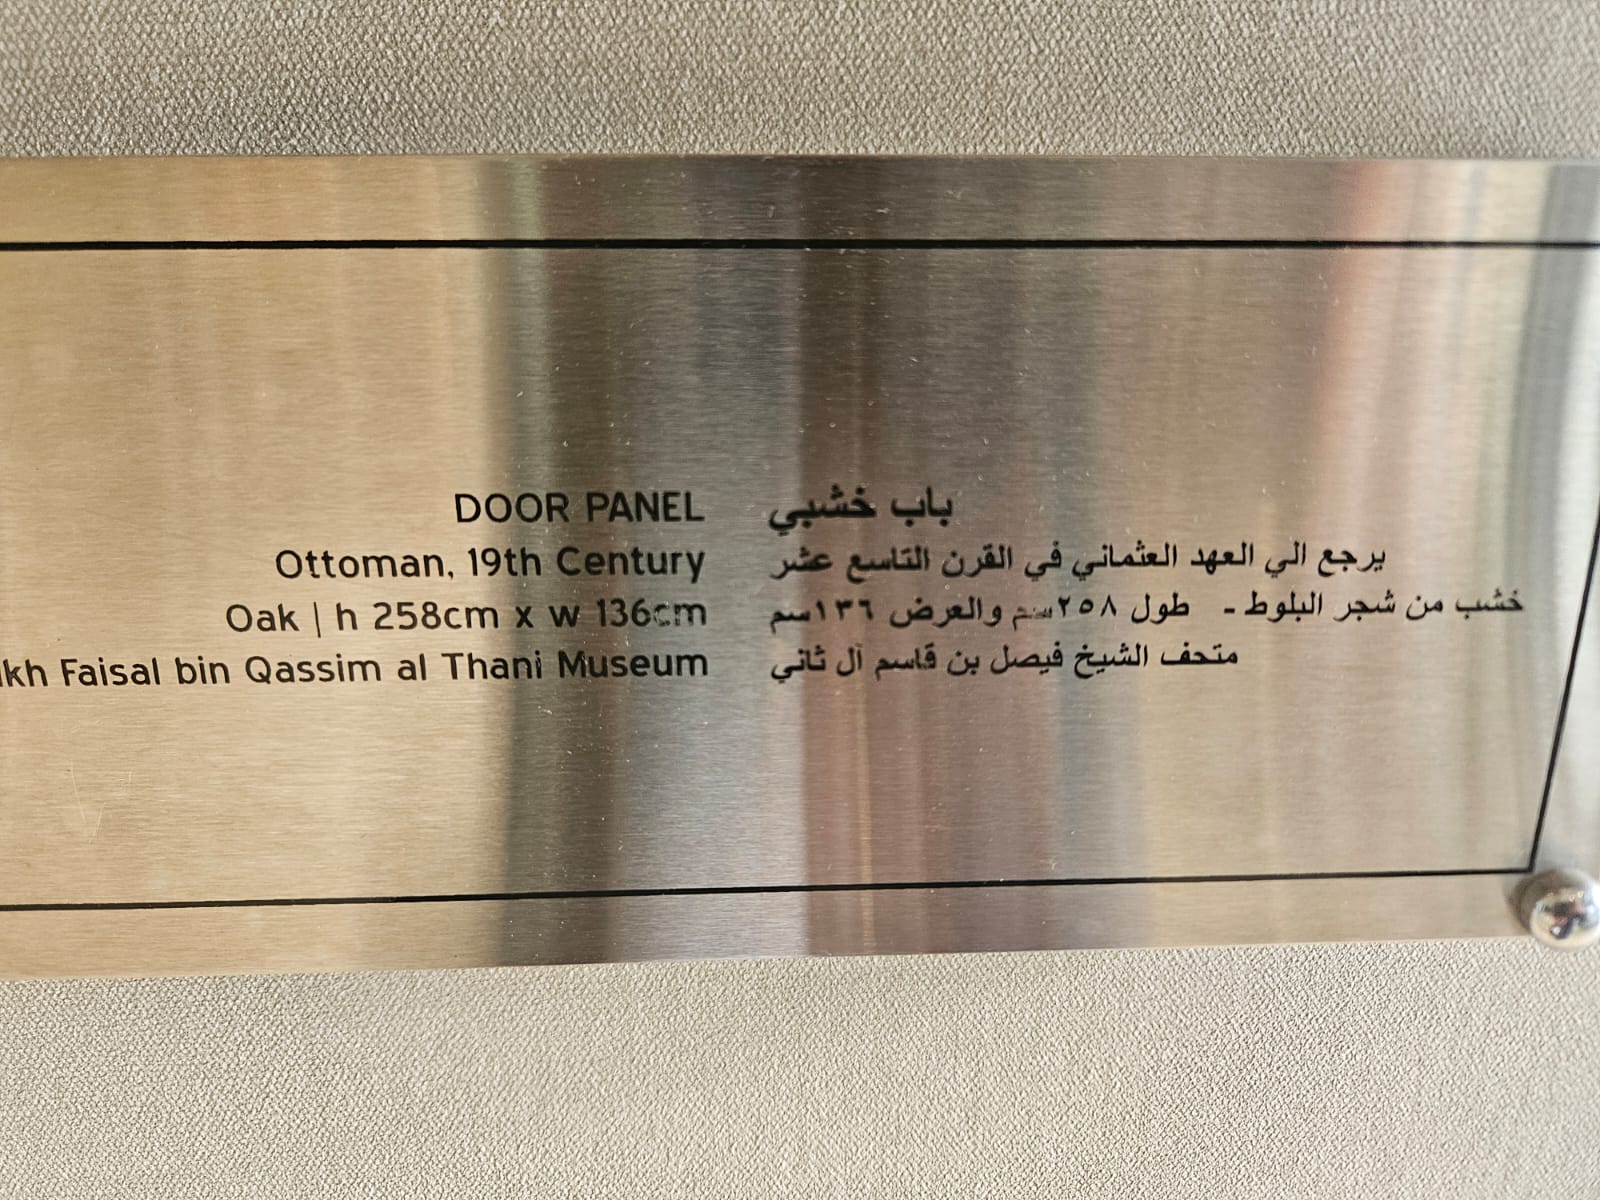 DOOR PANEL
Ottoman, 19th Century
Oak | h 258cm x w 136cm
Faisal bin Qassim al Thani Museum
باب خشبي
يرجع الي العهد العثماني في القرن التاسع عشر
خشب من شجر البلوط - طول ٢٥٨سم والعرض ١٣٦سم
متحف الشيخ فيصل بن قاسم آل ثاني